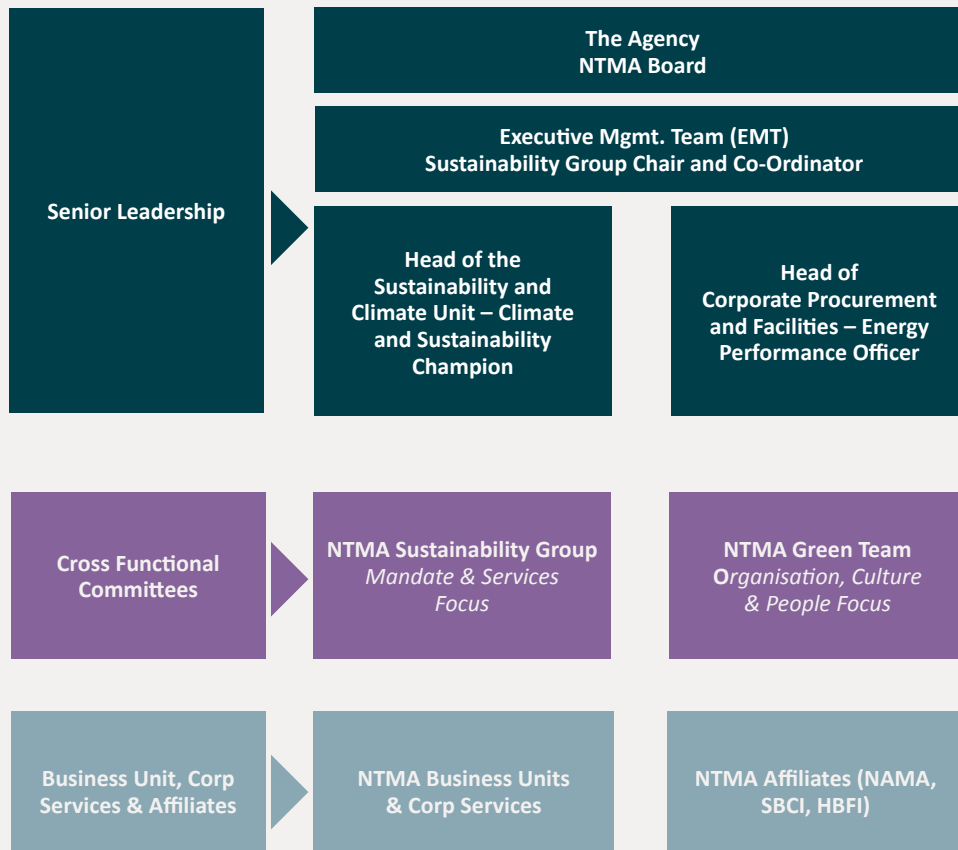 The Agency
NTMA Board
Executive Mgmt. Team (EMT)
Sustainability Group Chair and Co-Ordinator
Senior Leadership
Head of the
Sustainability and
Climate Unit – Climate
and Sustainability
Champion
Head of
Corporate Procurement
and Facilities – Energy
Performance Officer
Cross Functional
Committees
NTMA Sustainability Group
Mandate & Services
Focus
NTMA Green Team
Organisation, Culture
& People Focus
Business Unit, Corp
Services & Affiliates
NTMA Business Units
& Corp Services
NTMA Affiliates (NAMA,
SBCI, HBFI)